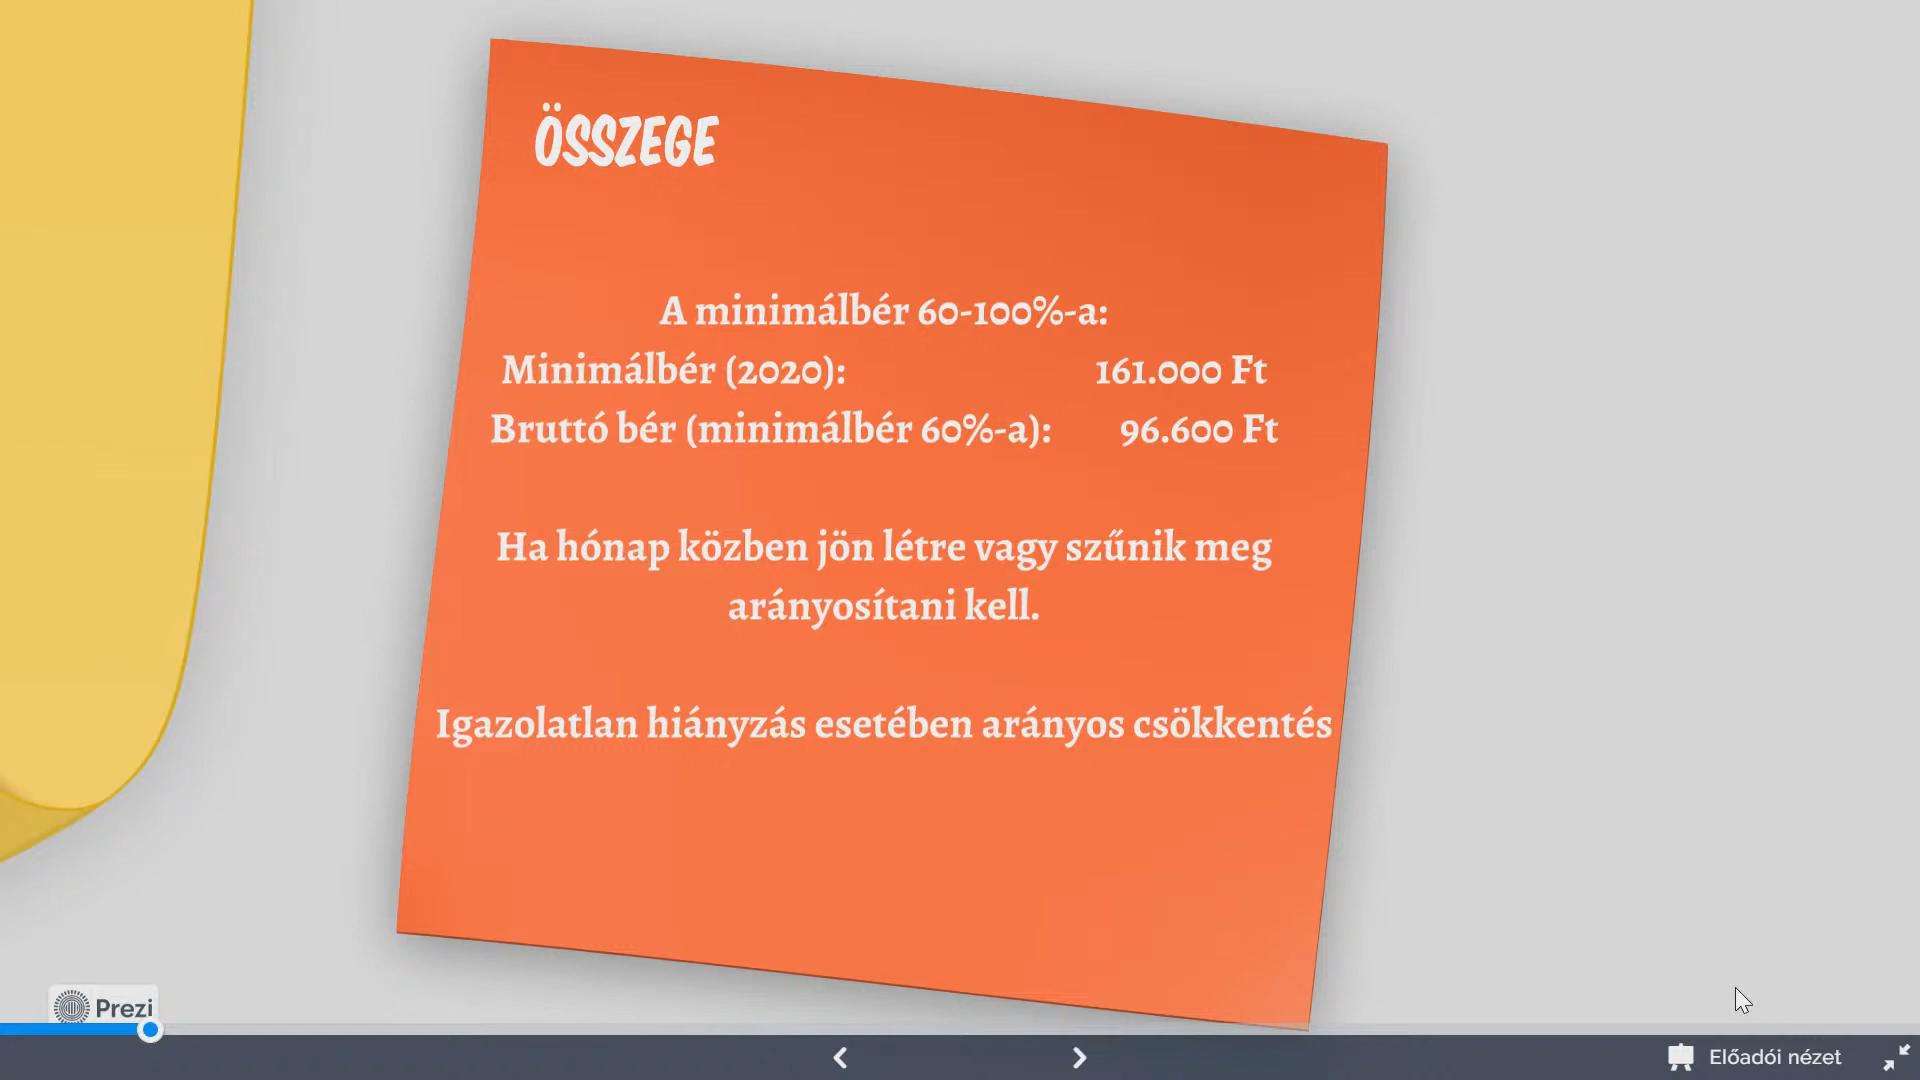 ÖSSZEGE
A minimálbér 60-100%-a:
Minimálbér (2020): 161.000 Ft
Bruttó bér (minimálbér 60%-a): 96.600 Ft
Ha hónap közben jön létre vagy szűnik meg
arányosítani kell.
Igazolatlan hiányzás esetében arányos csökkentés
Prezi
Előadói nézet